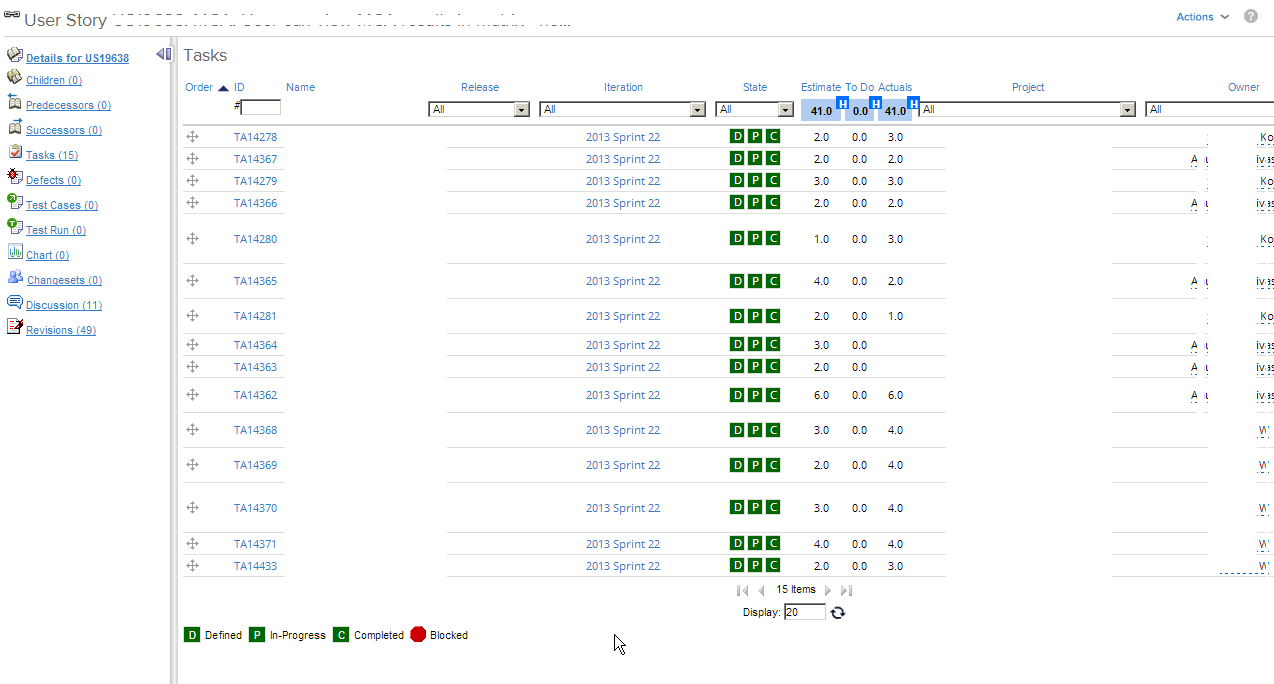 User Story
Actions
Details for US19638
Children (0)
Predecessors (0)
Successors (0)
Tasks (15)
Defects (0)
Test Cases (0)
Test Run (0)
Chart (0)
Changesets (0)
Discussion (11)
Revisions (49)
Tasks
Order ID Name Release Iteration State Estimate To Do Actuals Project Owner
# All All All 41.0 H 0.0 H 41.0 H All All
TA14278 2013 Sprint 22 D P C 2.0 0.0 3.0 Ko
TA14367 2013 Sprint 22 D P C 2.0 0.0 2.0
TA14279 2013 Sprint 22 D P C 3.0 0.0 3.0 Ko
TA14366 2013 Sprint 22 D P C 2.0 0.0 2.0
TA14280 2013 Sprint 22 D P C 1.0 0.0 3.0 Ko
TA14365 2013 Sprint 22 D P C 4.0 0.0 2.0
TA14281 2013 Sprint 22 D P C 2.0 0.0 1.0 Ko
TA14364 2013 Sprint 22 D P C 3.0 0.0
TA14363 2013 Sprint 22 D P C 2.0 0.0
TA14362 2013 Sprint 22 D P C 6.0 0.0 6.0
TA14368 2013 Sprint 22 D P C 3.0 0.0 4.0
TA14369 2013 Sprint 22 D P C 2.0 0.0 4.0
TA14370 2013 Sprint 22 D P C 3.0 0.0 4.0
TA14371 2013 Sprint 22 D P C 4.0 0.0 4.0
TA14433 2013 Sprint 22 D P C 2.0 0.0 3.0
15 Items
Display: 20
D Defined P In-Progress C Completed Blocked